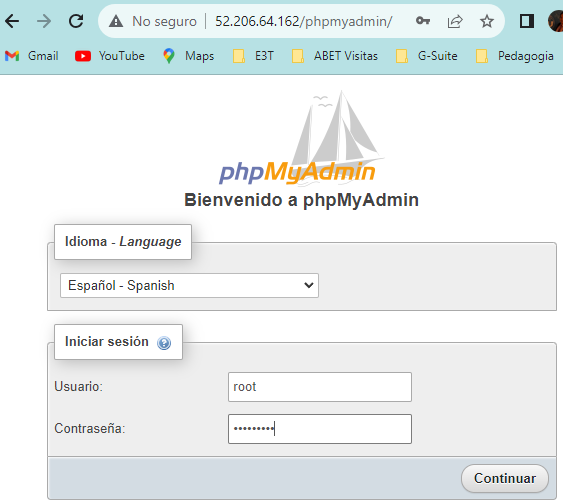 No seguro | 52.206.64.162/phpmyadmin/
Gmail YouTube Maps E3T ABET Visitas G-Suite Pedagogia
phpMyAdmin
Bienvenido a phpMyAdmin
Idioma - Language
Español - Spanish
Iniciar sesión
Usuario: root
Contraseña: •••••••••
Continuar